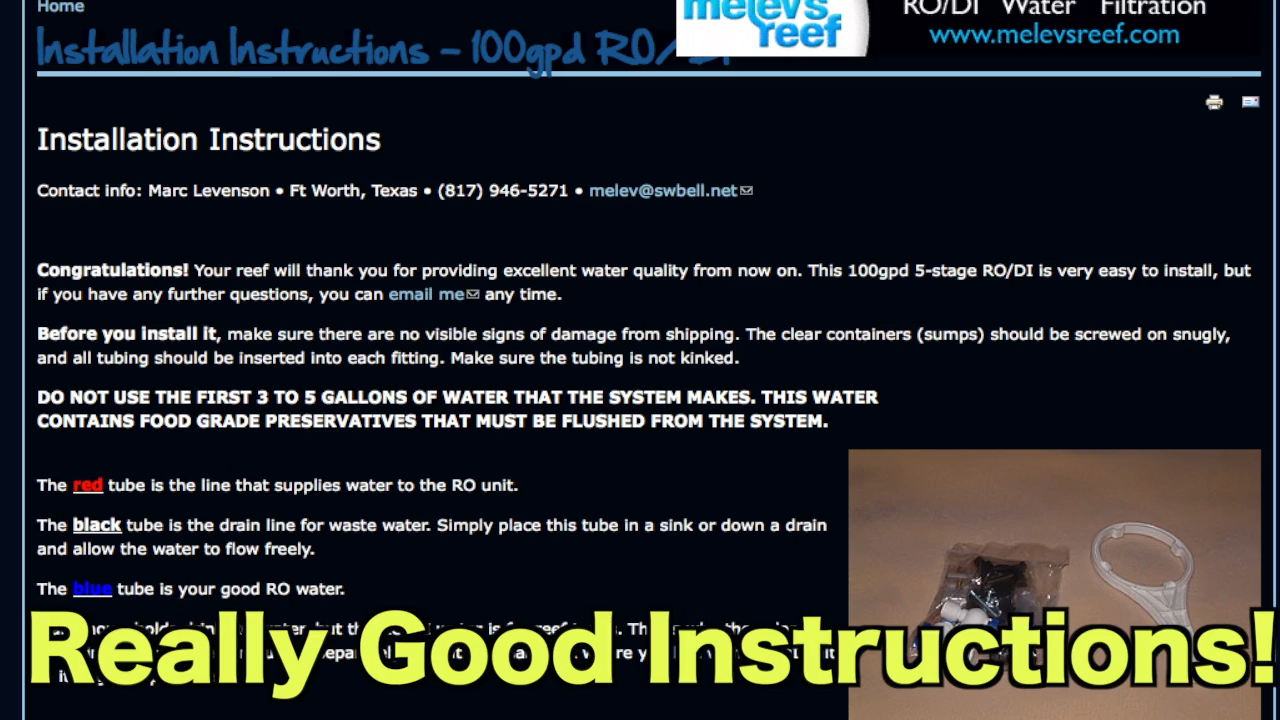 Home
melevs
reef
RO/DI Water Filtration
www.melevsreef.com
Installation Instructions – 100gpd RO/DI
Installation Instructions
Contact info: Marc Levenson • Ft Worth, Texas • (817) 946-5271 • melev@swbell.net
Congratulations! Your reef will thank you for providing excellent water quality from now on. This 100gpd 5-stage RO/DI is very easy to install, but
if you have any further questions, you can email me any time.
Before you install it, make sure there are no visible signs of damage from shipping. The clear containers (sumps) should be screwed on snugly,
and all tubing should be inserted into each fitting. Make sure the tubing is not kinked.
DO NOT USE THE FIRST 3 TO 5 GALLONS OF WATER THAT THE SYSTEM MAKES. THIS WATER
CONTAINS FOOD GRADE PRESERVATIVES THAT MUST BE FLUSHED FROM THE SYSTEM.
The red tube is the line that supplies water to the RO unit.
The black tube is the drain line for waste water. Simply place this tube in a sink or down a drain
and allow the water to flow freely.
The blue tube is your good RO water.
Really Good Instructions!